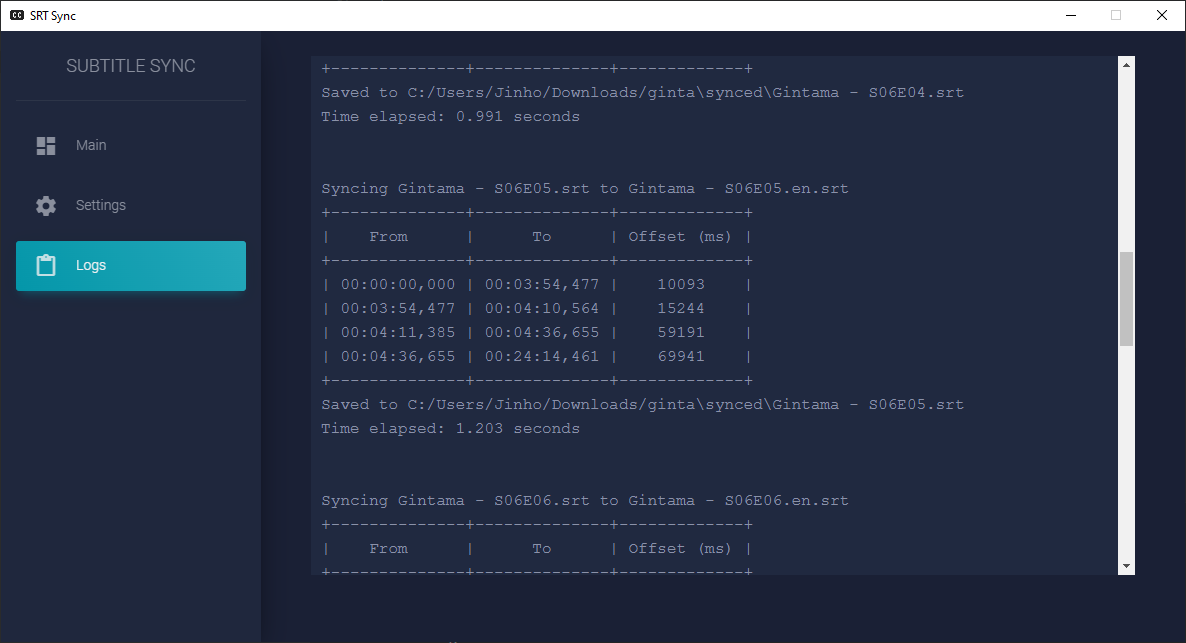 SRT Sync
SUBTITLE SYNC
Main
Settings
Logs
+--------------+--------------+-------------+
Saved to C:/Users/Jinho/Downloads/ginta\synced\Gintama - S06E04.srt
Time elapsed: 0.991 seconds
Syncing Gintama - S06E05.srt to Gintama - S06E05.en.srt
+--------------+--------------+-------------+
|    From      |      To      | Offset (ms) |
+--------------+--------------+-------------+
| 00:00:00,000 | 00:03:54,477 |    10093    |
| 00:03:54,477 | 00:04:10,564 |    15244    |
| 00:04:11,385 | 00:04:36,655 |    59191    |
| 00:04:36,655 | 00:24:14,461 |    69941    |
+--------------+--------------+-------------+
Saved to C:/Users/Jinho/Downloads/ginta\synced\Gintama - S06E05.srt
Time elapsed: 1.203 seconds
Syncing Gintama - S06E06.srt to Gintama - S06E06.en.srt
+--------------+--------------+-------------+
|    From      |      To      | Offset (ms) |
+--------------+--------------+-------------+